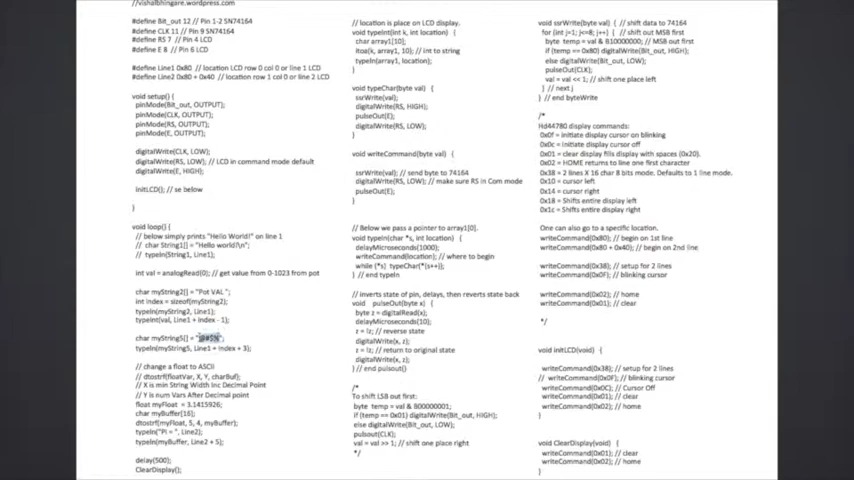 //vishalbhingare.wordpress.com
#define Bit_out 12 // Pin 1-2 SN74164
#define CLK 11 // Pin 9 SN74164
#define RS 7 // Pin 4 LCD
#define E 8 // Pin 6 LCD
#define Line1 0x80 // location LCD row 0 col 0 or line 1 LCD
#define Line2 0x80 + 0x40 // location row 1 col 0 or line 2 LCD
void setup() {
pinMode(Bit_out, OUTPUT);
pinMode(CLK, OUTPUT);
pinMode(RS, OUTPUT);
pinMode(E, OUTPUT);
digitalWrite(CLK, LOW);
digitalWrite(RS, LOW); // LCD in command mode default
digitalWrite(E, HIGH);
initLCD(); // se below
}
void loop() {
// below simply prints "Hello World!" on line 1
// char String1[] = "Hello world!\n";
// typeln(String1, Line1);
int val = analogRead(0); // get value from 0-1023 from pot
char myString2[] = "Pot VAL ";
int index = sizeof(myString2);
typeln(myString2, Line1);
typeInt(val, Line1 + index - 1);
char myString5[] = "@#$%";
typeln(myString5, Line1 + index + 3);
// change a float to ASCII
// dtostrf(floatVar, X, Y, charBuf);
// X is min String Width Inc Decimal Point
// Y is num Vars After Decimal point
float myFloat = 3.1415926;
char myBuffer[16];
dtostrf(myFloat, 5, 4, myBuffer);
typeln("PI = ", Line2);
typeln(myBuffer, Line2 + 5);
delay(500);
ClearDisplay();
// location is place on LCD display.
void typeInt(int k, int location) {
char array1[10];
itoa(k, array1, 10); // int to string
typeln(array1, location);
}
void typeChar(byte val) {
ssrWrite(val);
digitalWrite(RS, HIGH);
pulseOut(E);
digitalWrite(RS, LOW);
}
void writeCommand(byte val) {
ssrWrite(val); // send byte to 74164
digitalWrite(RS, LOW); // make sure RS in Com mode
pulseOut(E);
}
// Below we pass a pointer to array1[0].
void typeln(char *s, int location) {
delayMicroseconds(1000);
writeCommand(location); // where to begin
while (*s) typeChar(*(s++));
} // end typeln
// inverts state of pin, delays, then reverts state back
void pulseOut(byte x) {
byte z = digitalRead(x);
delayMicroseconds(10);
z = !z; // reverse state
digitalWrite(x, z);
z = !z; // return to original state
digitalWrite(x, z);
} // end pulsout()
/*
To shift LSB out first:
byte temp = val & B00000001;
if (temp == 0x01) digitalWrite(Bit_out, HIGH);
else digitalWrite(Bit_out, LOW);
pulsout(CLK);
val = val >> 1; // shift one place right
*/
void ssrWrite(byte val) { // shift data to 74164
for (int j=1; j<=8; j++) { // shift out MSB first
byte temp = val & B10000000; // MSB out first
if (temp == 0x80) digitalWrite(Bit_out, HIGH);
else digitalWrite(Bit_out, LOW);
pulseOut(CLK);
val = val << 1; // shift one place left
} // next j
} // end byteWrite
/*
Hd44780 display commands:
0x0f = initiate display cursor on blinking
0x0c = initiate display cursor off
0x01 = clear display fills display with spaces (0x20).
0x02 = HOME returns to line one first character
0x38 = 2 lines X 16 char 8 bits mode. Defaults to 1 line mode.
0x10 = cursor left
0x14 = cursor right
0x18 = Shifts entire display left
0x1c = Shifts entire display right
One can also go to a specific location.
writeCommand(0x80); // begin on 1st line
writeCommand(0x80 + 0x40); // begin on 2nd line
writeCommand(0x38); // setup for 2 lines
writeCommand(0x0F); // blinking cursor
writeCommand(0x02); // home
writeCommand(0x01); // clear
*/
void initLCD(void) {
writeCommand(0x38); // setup for 2 lines
// writeCommand(0x0F); // blinking cursor
writeCommand(0x0C); // Cursor Off
writeCommand(0x01); // clear
writeCommand(0x02); // home
}
void ClearDisplay(void) {
writeCommand(0x01); // clear
writeCommand(0x02); // home
}